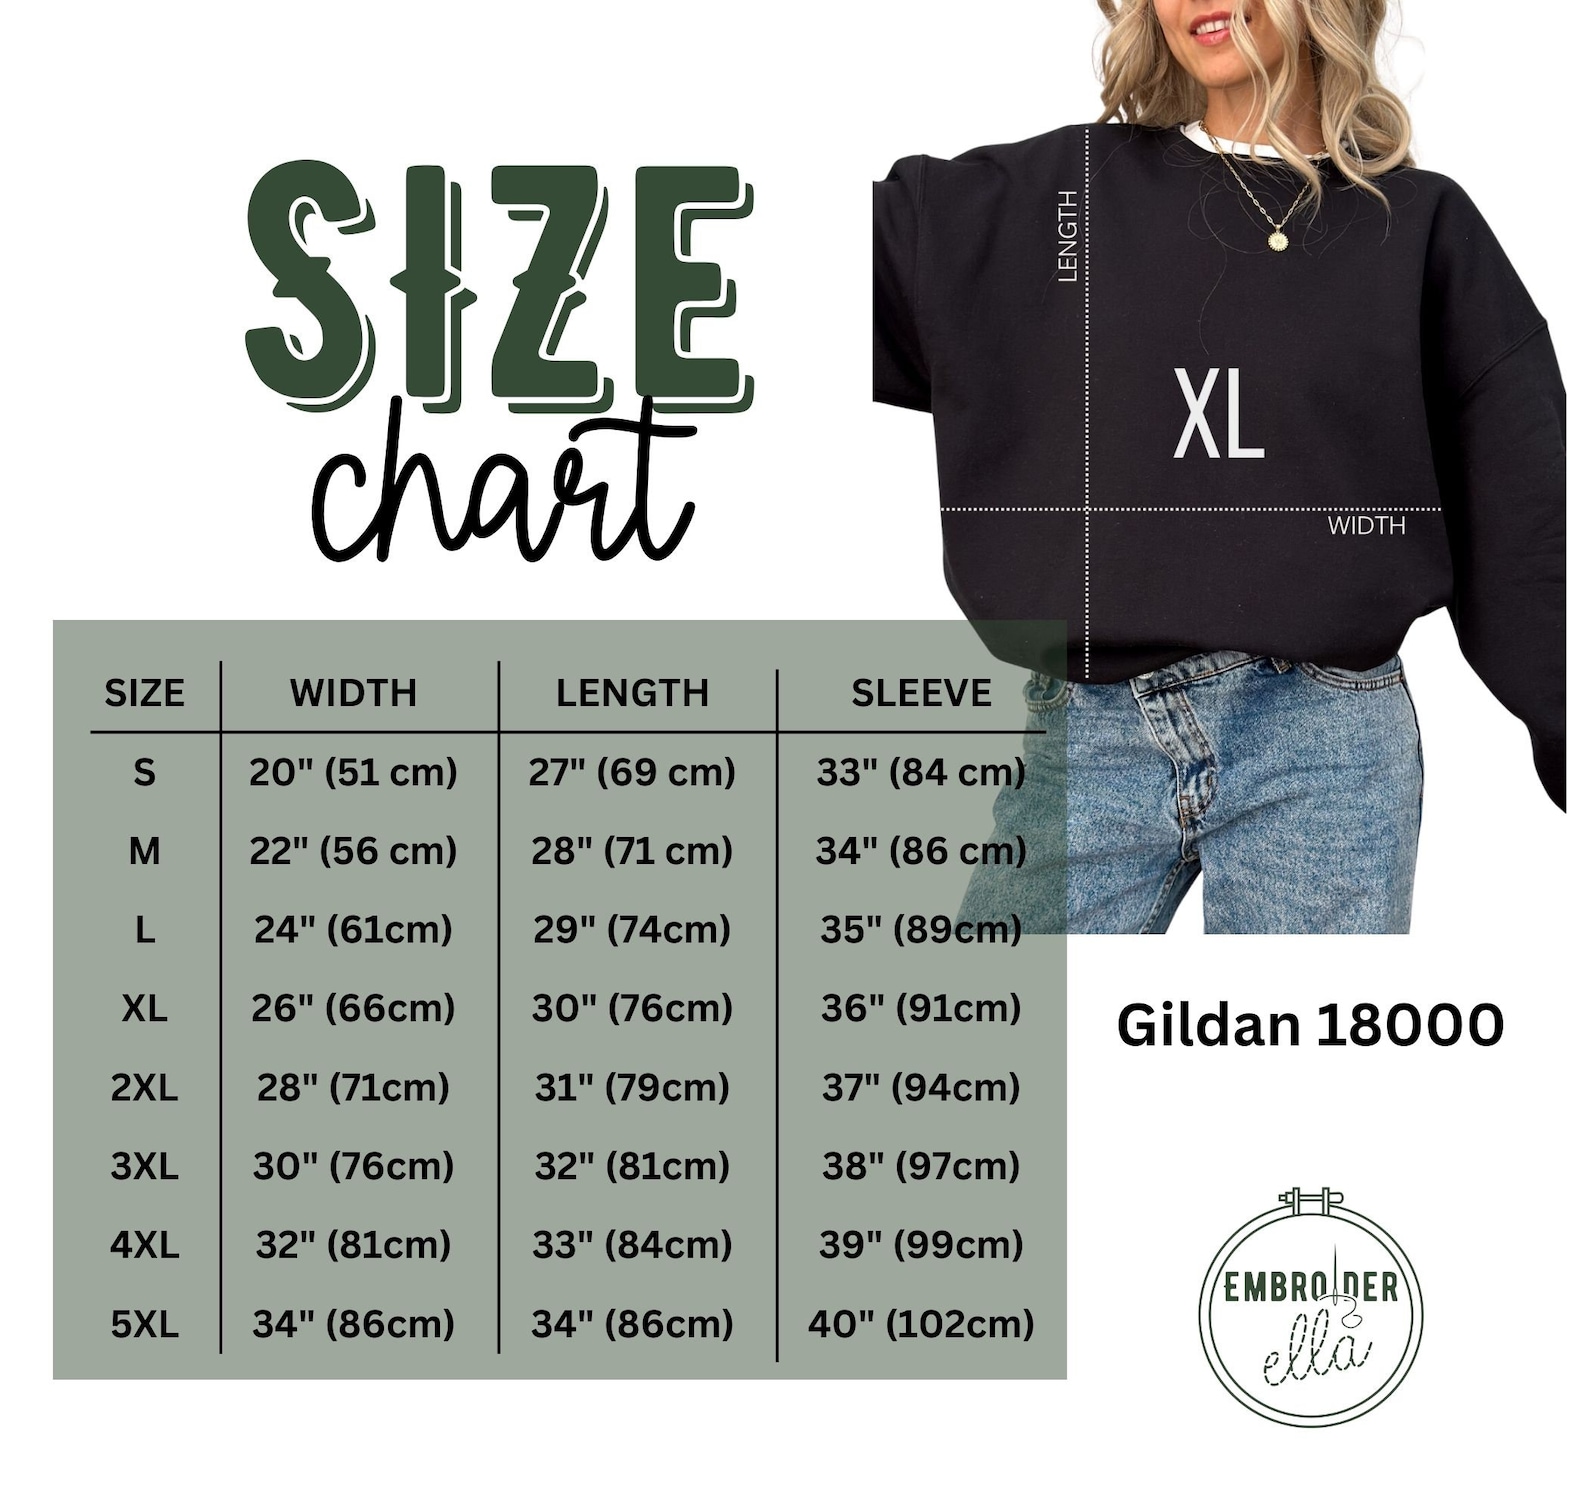 SIZE
chart
LENGTH
XL
WIDTH
SIZE WIDTH LENGTH SLEEVE
S 20" (51 cm) 27" (69 cm) 33" (84 cm)
M 22" (56 cm) 28" (71 cm) 34" (86 cm)
L 24" (61cm) 29" (74cm) 35" (89cm)
XL 26" (66cm) 30" (76cm) 36" (91cm)
2XL 28" (71cm) 31" (79cm) 37" (94cm)
3XL 30" (76cm) 32" (81cm) 38" (97cm)
4XL 32" (81cm) 33" (84cm) 39" (99cm)
5XL 34" (86cm) 34" (86cm) 40" (102cm)
Gildan 18000
EMBROIDER
ella